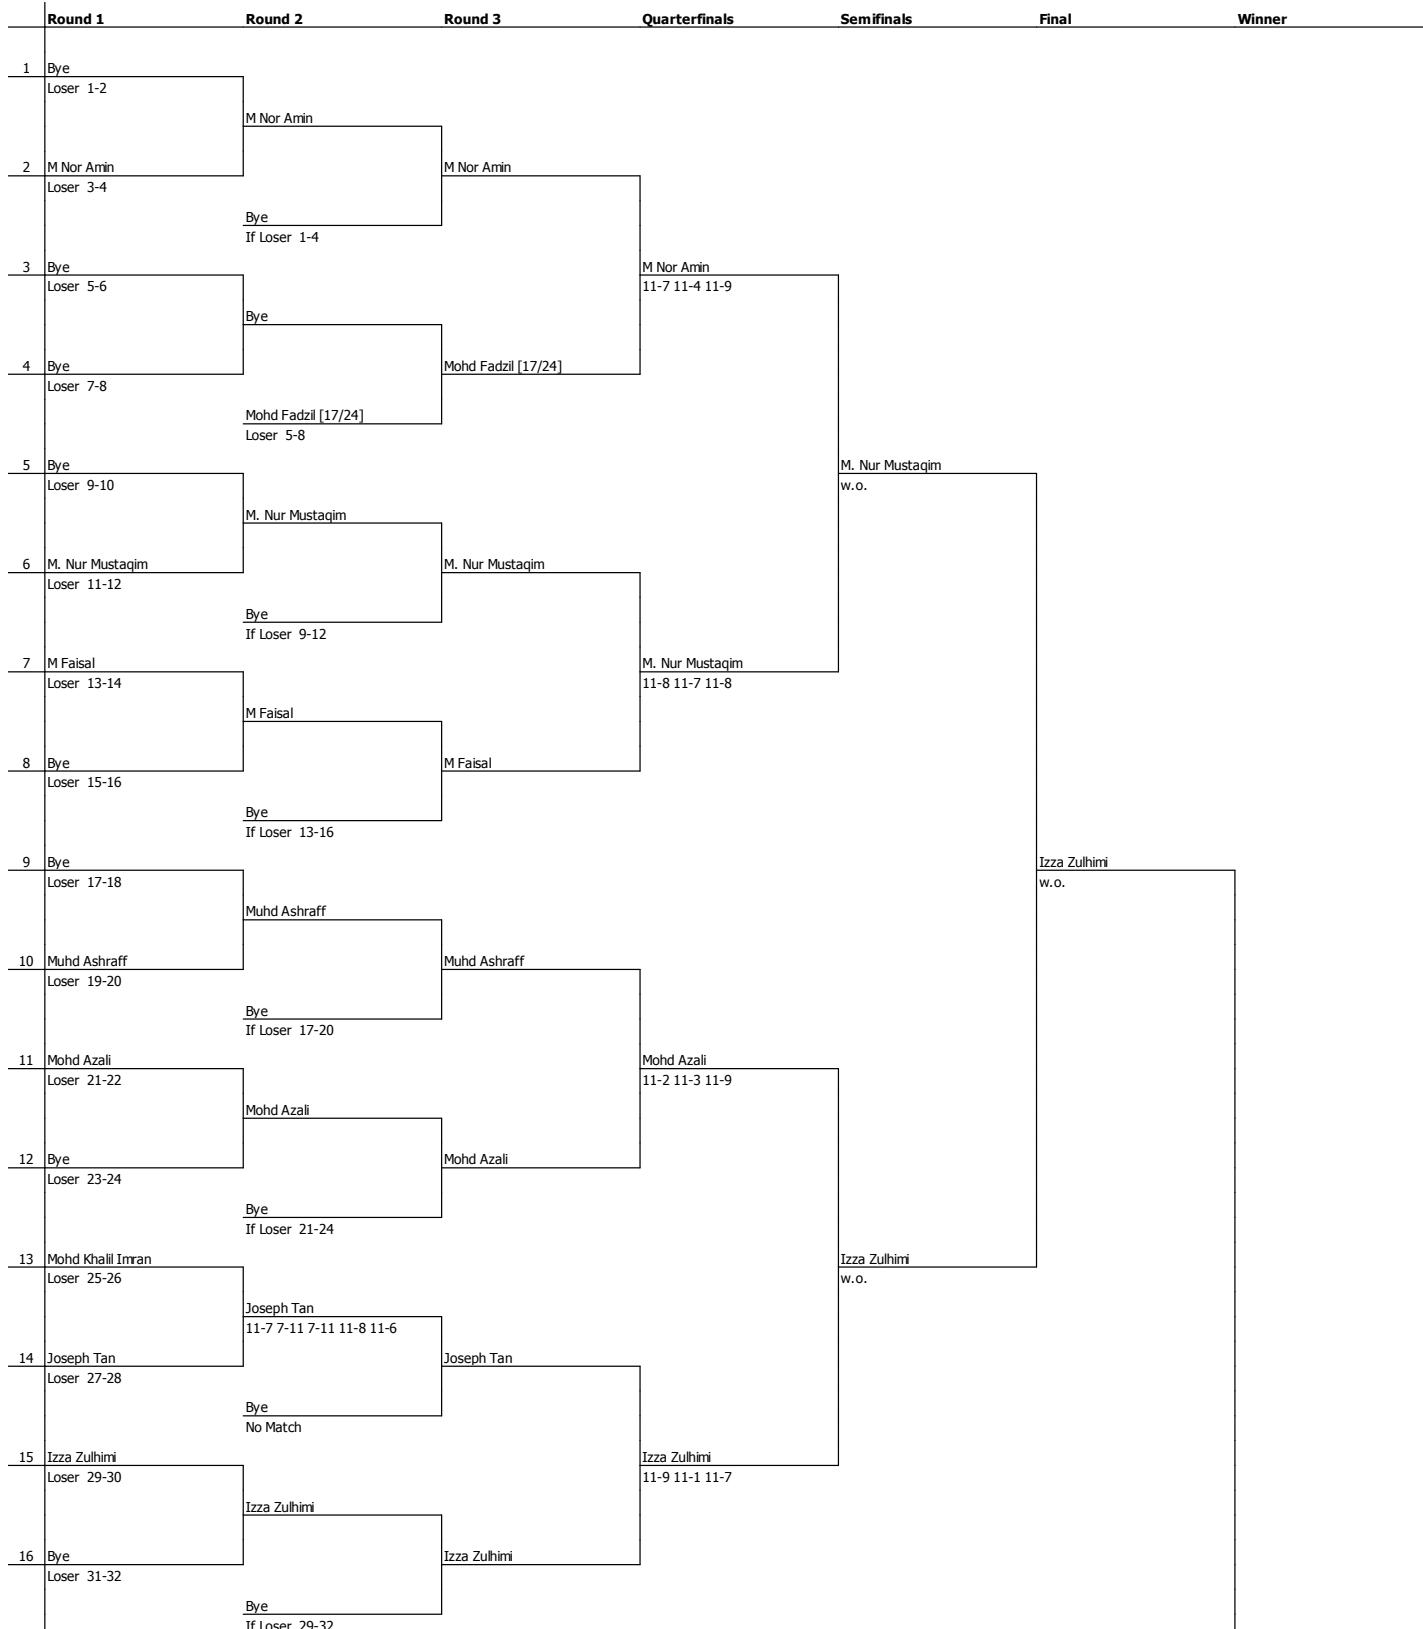 Round 1 Round 2 Round 3 Quarterfinals Semifinals Final Winner
1 Bye
Loser 1-2
M Nor Amin
2 M Nor Amin M Nor Amin
Loser 3-4
Bye
If Loser 1-4
3 Bye M Nor Amin
Loser 5-6 11-7 11-4 11-9
Bye
4 Bye Mohd Fadzil [17/24]
Loser 7-8
Mohd Fadzil [17/24]
Loser 5-8
5 Bye M. Nur Mustaqim
Loser 9-10 w.o.
M. Nur Mustaqim
6 M. Nur Mustaqim M. Nur Mustaqim
Loser 11-12
Bye
If Loser 9-12
7 M Faisal M. Nur Mustaqim
Loser 13-14 11-8 11-7 11-8
M Faisal
8 Bye M Faisal
Loser 15-16
Bye
If Loser 13-16
9 Bye Izza Zulhimi
Loser 17-18 w.o.
Muhd Ashraff
10 Muhd Ashraff Muhd Ashraff
Loser 19-20
Bye
If Loser 17-20
11 Mohd Azali Mohd Azali
Loser 21-22 11-2 11-3 11-9
Mohd Azali
12 Bye Mohd Azali
Loser 23-24
Bye
If Loser 21-24
13 Mohd Khalil Imran Izza Zulhimi
Loser 25-26 w.o.
Joseph Tan
11-7 7-11 7-11 11-8 11-6
14 Joseph Tan Joseph Tan
Loser 27-28
Bye
No Match
15 Izza Zulhimi Izza Zulhimi
Loser 29-30 11-9 11-1 11-7
Izza Zulhimi
16 Bye Izza Zulhimi
Loser 31-32
Bye
If Loser 29-32